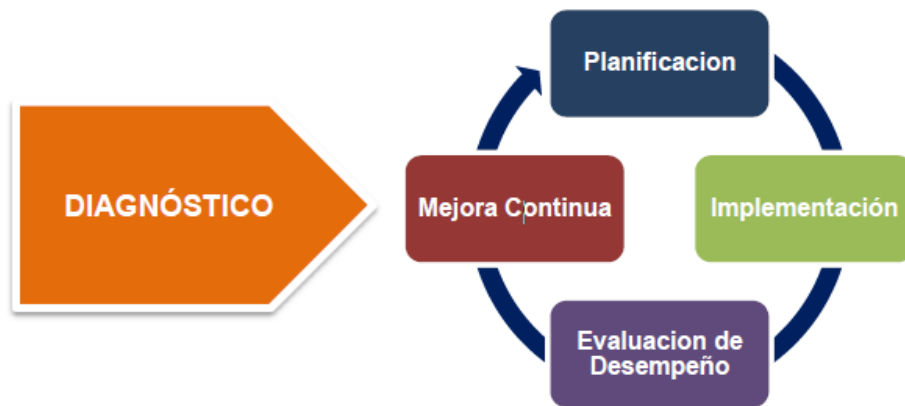 DIAGNÓSTICO
Planificacion
Mejora Continua
Implementación
Evaluacion de
Desempeño